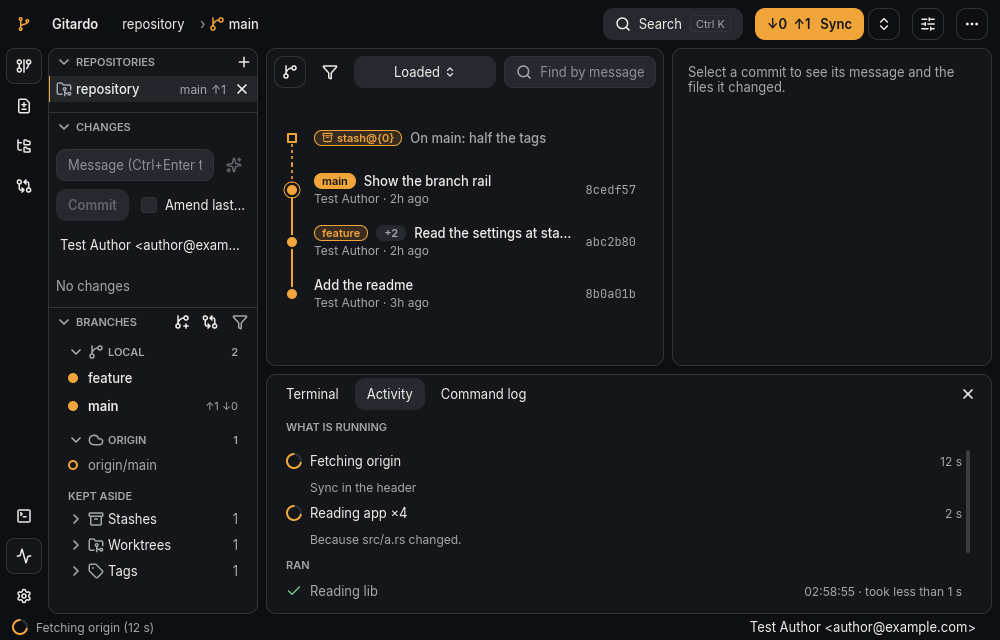 Gitardo repository › main Search Ctrl K ↓0 ↑1 Sync
REPOSITORIES
repository main ↑1
CHANGES
Message (Ctrl+Enter t
Commit Amend last...
Test Author <author@exam...
No changes
BRANCHES
LOCAL 2
feature
main ↑1 ↓0
ORIGIN 1
origin/main
KEPT ASIDE
Stashes 1
Worktrees 1
Tags 1
Loaded Find by message
stash@{0} On main: half the tags
main Show the branch rail
Test Author · 2h ago 8cedf57
feature +2 Read the settings at sta...
Test Author · 2h ago abc2b80
Add the readme
Test Author · 3h ago 8b0a01b
Select a commit to see its message and the
files it changed.
Terminal Activity Command log
WHAT IS RUNNING
Fetching origin 12 s
Sync in the header
Reading app ×4 2 s
Because src/a.rs changed.
RAN
Reading lib 02:58:55 · took less than 1 s
Fetching origin (12 s) Test Author <author@example.com>